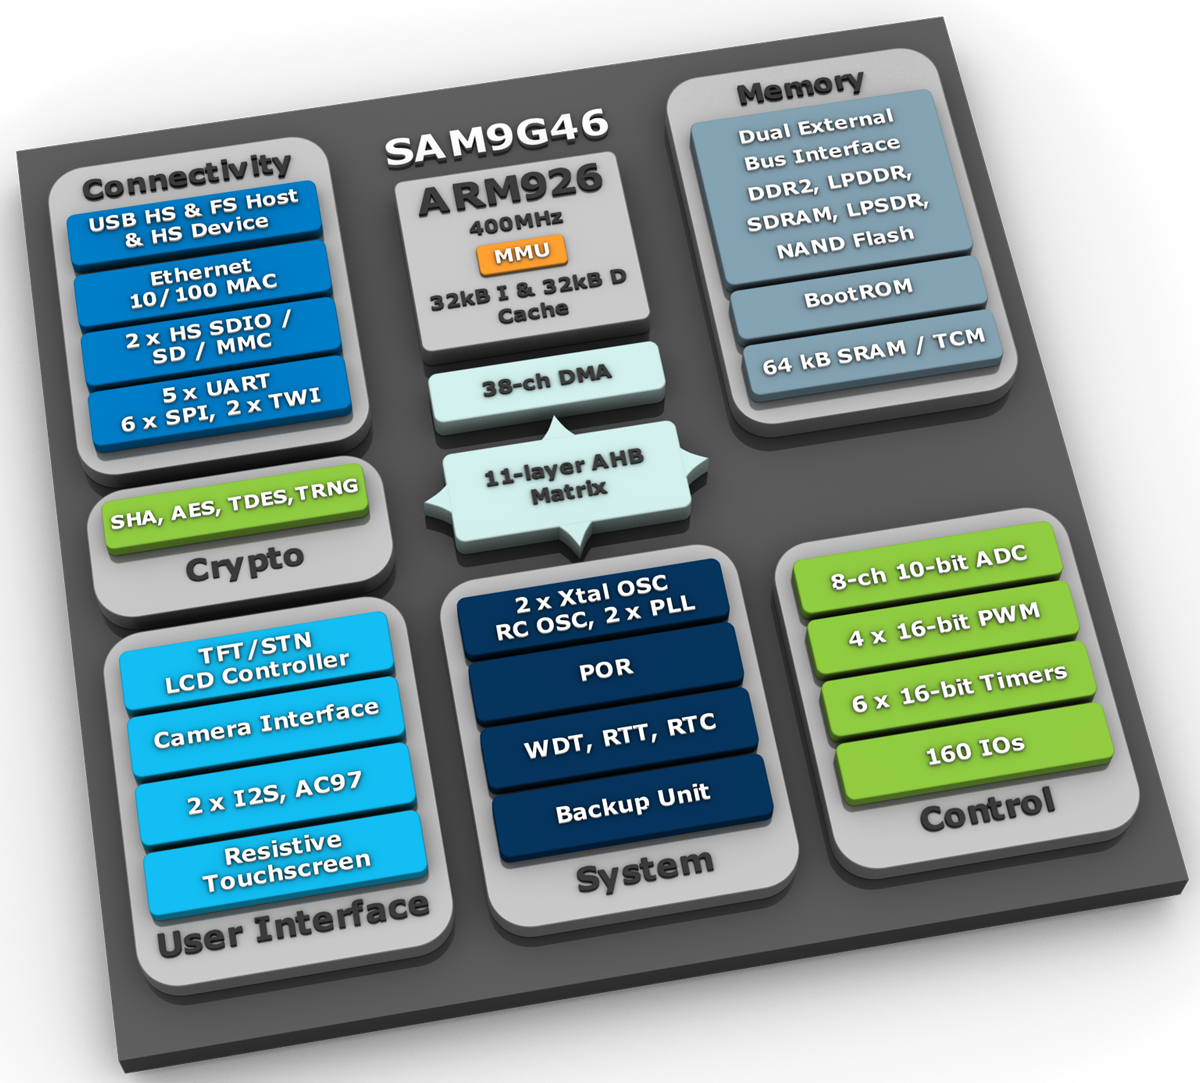 SAM9G46
Connectivity
USB HS & FS Host
& HS Device
Ethernet
10/100 MAC
2 x HS SDIO /
SD / MMC
5 x UART
6 x SPI, 2 x TWI
SHA, AES, TDES,TRNG
Crypto
TFT/STN
LCD Controller
Camera Interface
2 x I2S, AC97
Resistive
Touchscreen
User Interface
ARM926
400MHz
MMU
32kB I & 32kB D
Cache
38-ch DMA
11-layer AHB
Matrix
2 x Xtal OSC
RC OSC, 2 x PLL
POR
WDT, RTT, RTC
Backup Unit
System
Memory
Dual External
Bus Interface
DDR2, LPDDR,
SDRAM, LPSDR,
NAND Flash
BootROM
64 kB SRAM / TCM
8-ch 10-bit ADC
4 x 16-bit PWM
6 x 16-bit Timers
160 IOs
Control